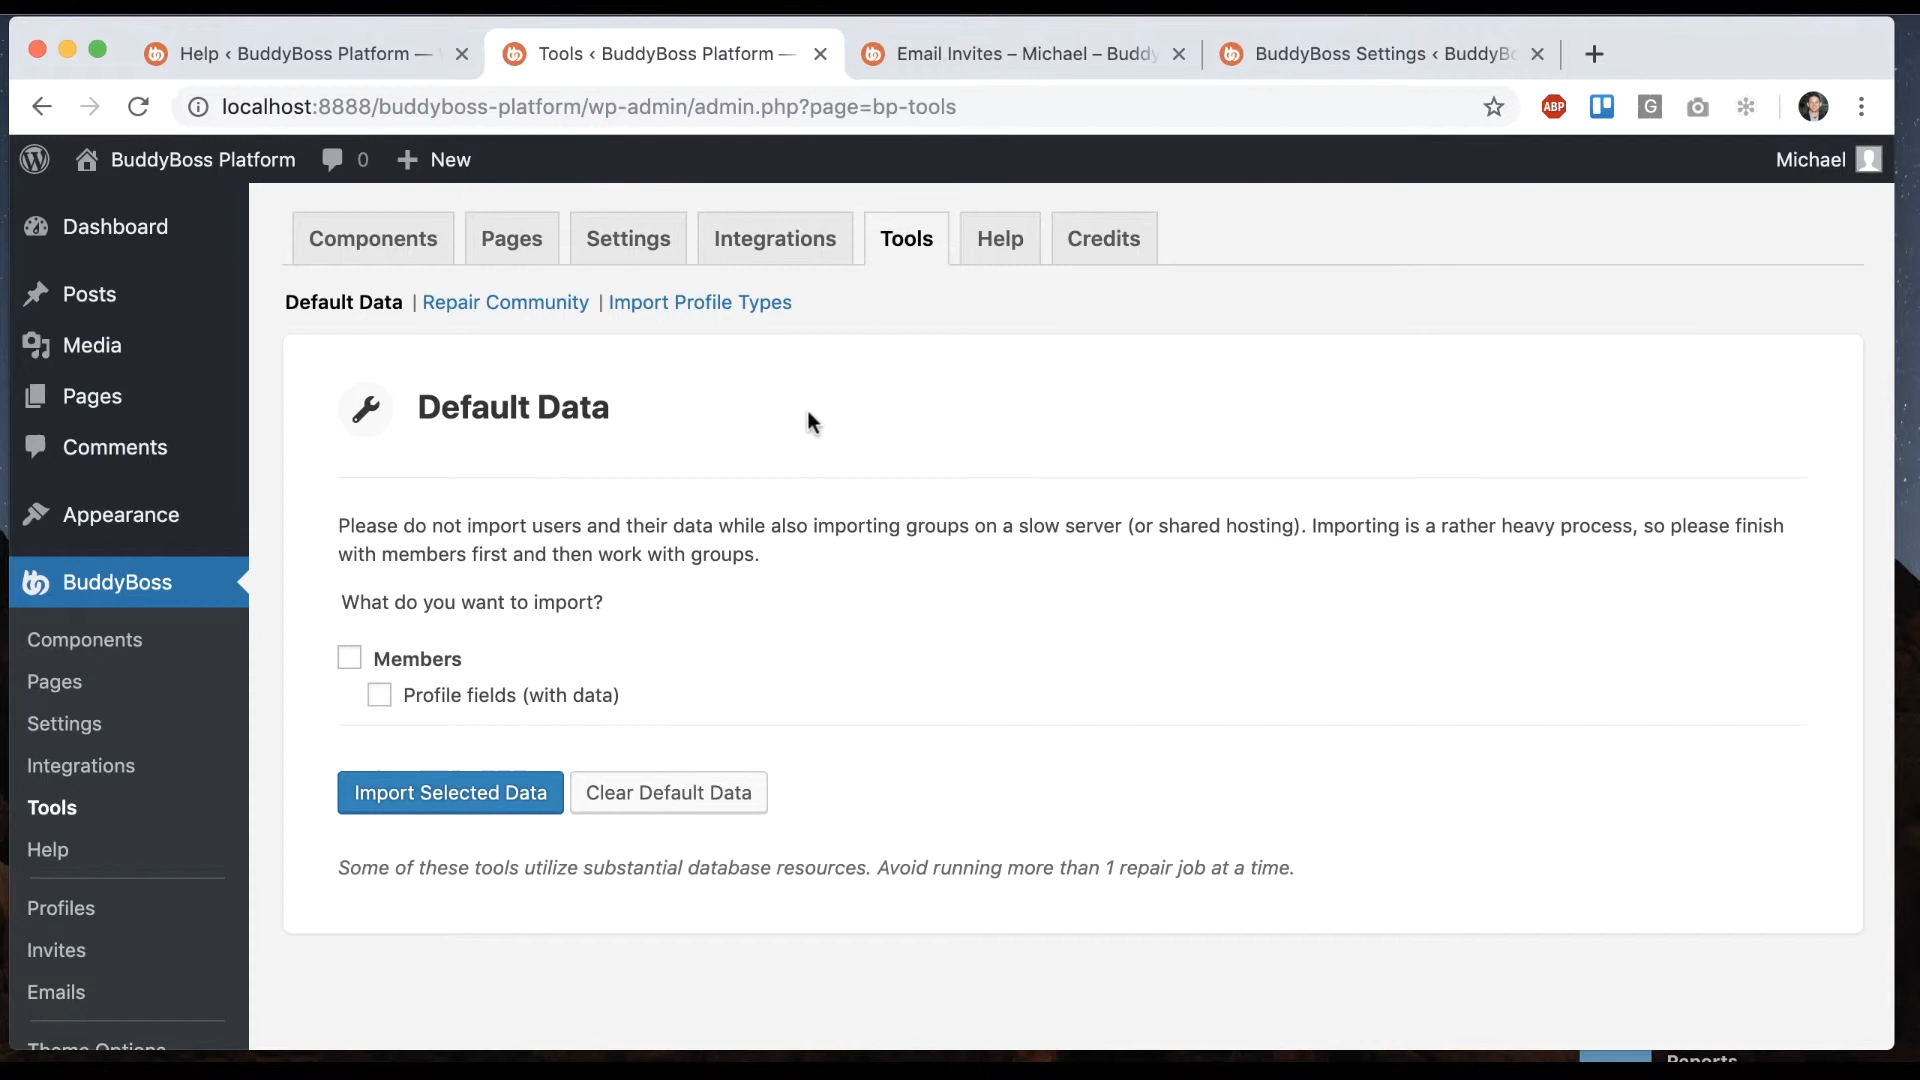 Help ‹ BuddyBoss Platform —
Tools ‹ BuddyBoss Platform —
Email Invites – Michael – Buddy
BuddyBoss Settings ‹ BuddyBo
localhost:8888/buddyboss-platform/wp-admin/admin.php?page=bp-tools
ABP
G
BuddyBoss Platform
0
New
Michael
Dashboard
Posts
Media
Pages
Comments
Appearance
BuddyBoss
Components
Pages
Settings
Integrations
Tools
Help
Profiles
Invites
Emails
Theme Options
Components
Pages
Settings
Integrations
Tools
Help
Credits
Default Data | Repair Community | Import Profile Types
Default Data
Please do not import users and their data while also importing groups on a slow server (or shared hosting). Importing is a rather heavy process, so please finish
with members first and then work with groups.
What do you want to import?
Members
Profile fields (with data)
Import Selected Data
Clear Default Data
Some of these tools utilize substantial database resources. Avoid running more than 1 repair job at a time.
Reports